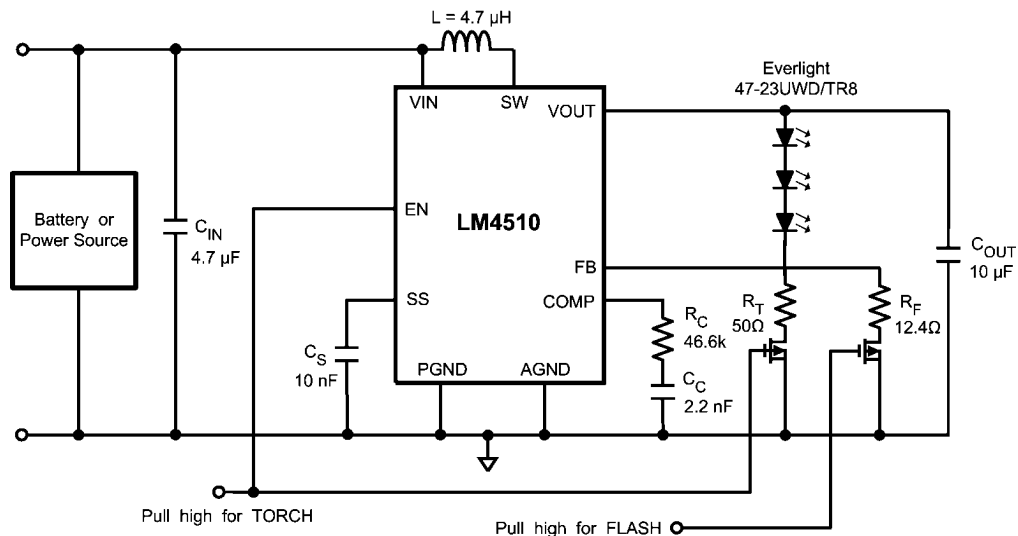 L = 4.7 µH
Everlight
47-23UWD/TR8
VIN
SW
VOUT
Battery or
Power Source
C_IN
4.7 µF
EN
LM4510
FB
C_OUT
10 µF
SS
COMP
R_T
50Ω
R_F
12.4Ω
R_C
46.6k
C_S
10 nF
PGND
AGND
C_C
2.2 nF
Pull high for TORCH
Pull high for FLASH